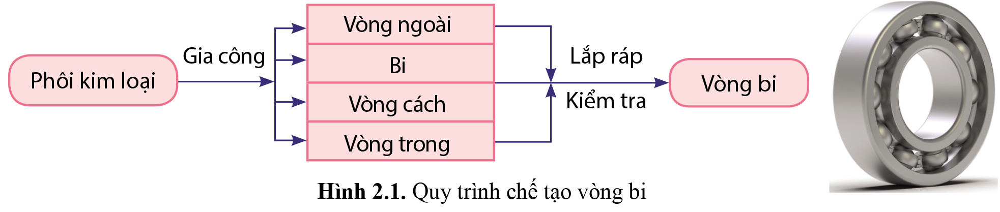 Phôi kim loại
Gia công
Vòng ngoài
Bi
Vòng cách
Vòng trong
Lắp ráp
Kiểm tra
Vòng bi
Hình 2.1. Quy trình chế tạo vòng bi